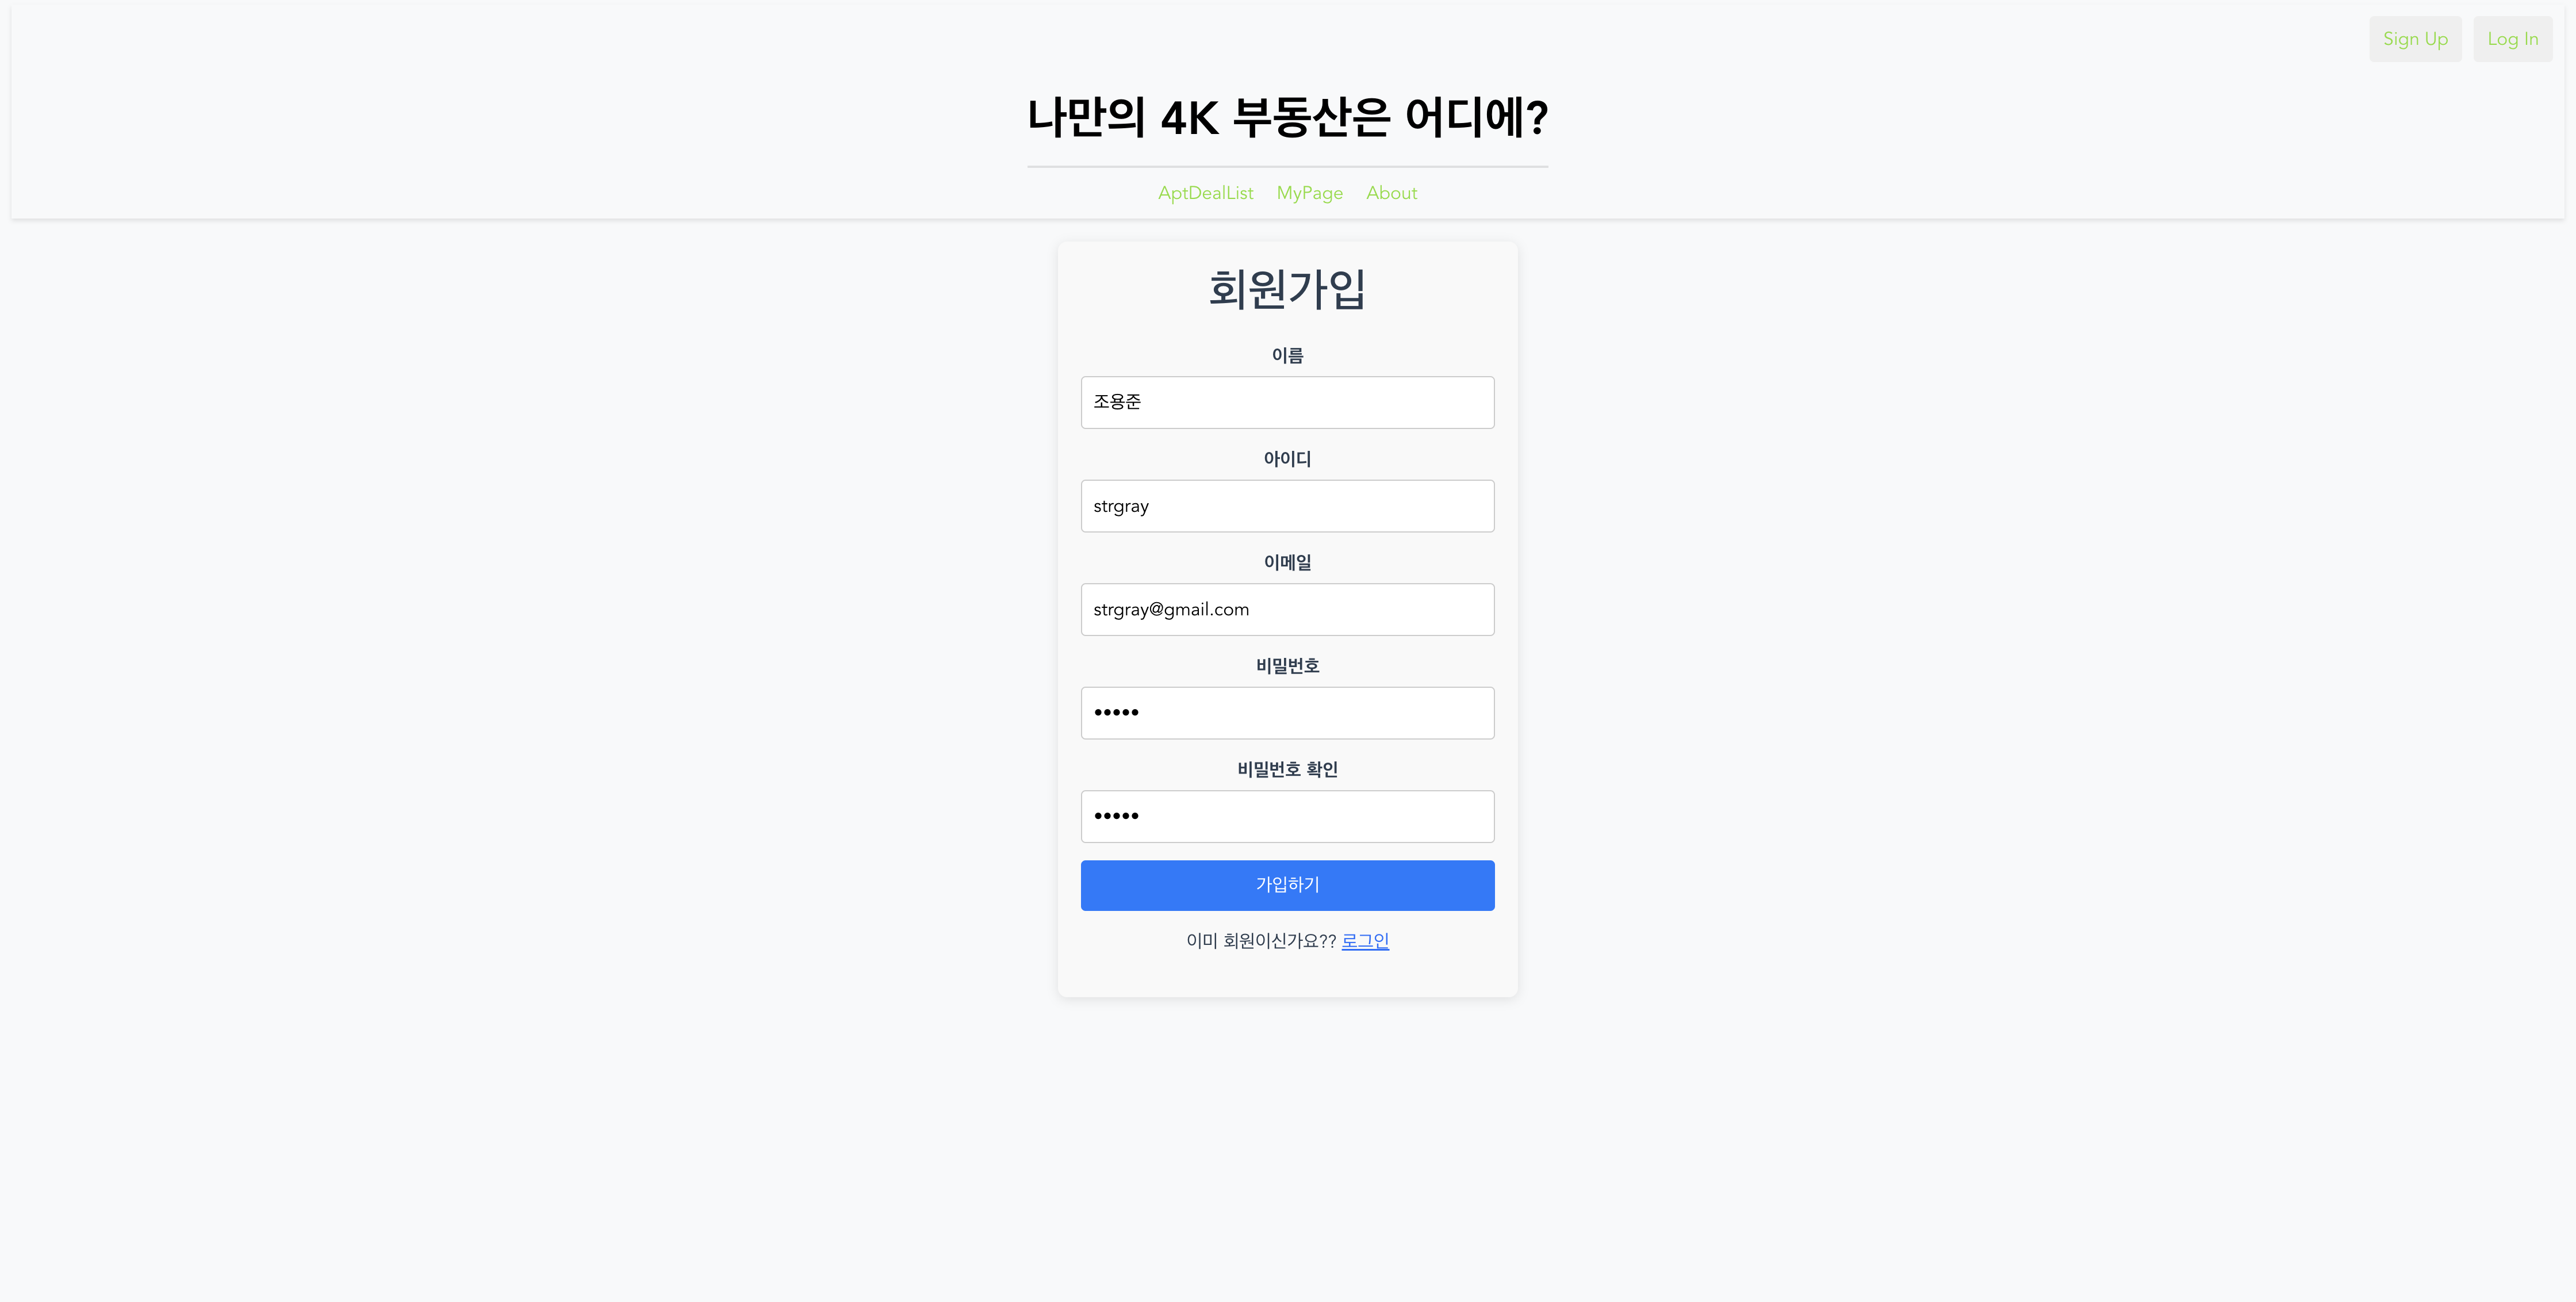 Sign Up Log In
나만의 4K 부동산은 어디에?
AptDealList MyPage About
회원가입
이름
조용준
아이디
strgray
이메일
strgray@gmail.com
비밀번호
•••••
비밀번호 확인
•••••
가입하기
이미 회원이신가요?? 로그인